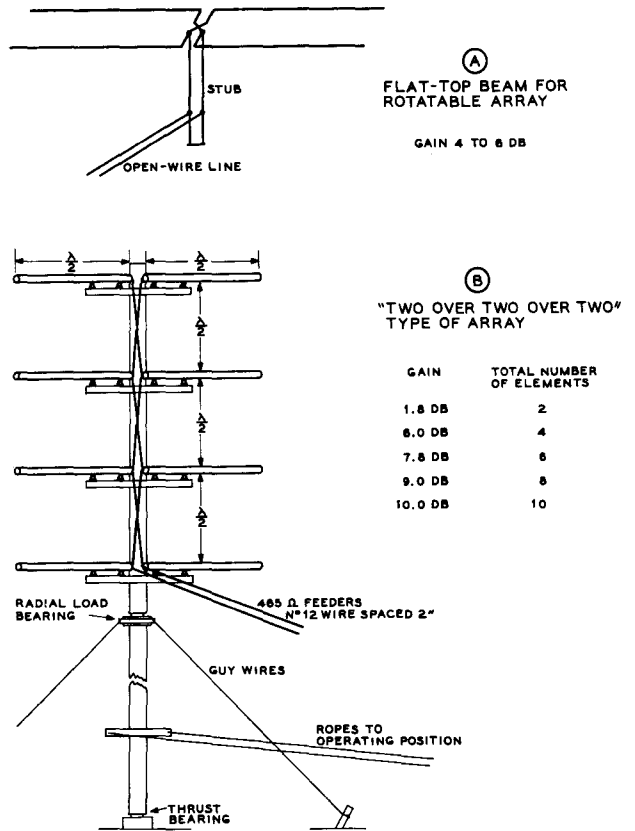 STUB
OPEN-WIRE LINE
A
FLAT-TOP BEAM FOR
ROTATABLE ARRAY
GAIN 4 TO 6 DB
λ/2
λ/2
λ/2
λ/2
λ/2
B
"TWO OVER TWO OVER TWO"
TYPE OF ARRAY
GAIN TOTAL NUMBER
OF ELEMENTS
1.8 DB 2
6.0 DB 4
7.8 DB 6
9.0 DB 8
10.0 DB 10
465 Ω FEEDERS
Nº 12 WIRE SPACED 2"
RADIAL LOAD
BEARING
GUY WIRES
ROPES TO
OPERATING POSITION
THRUST
BEARING